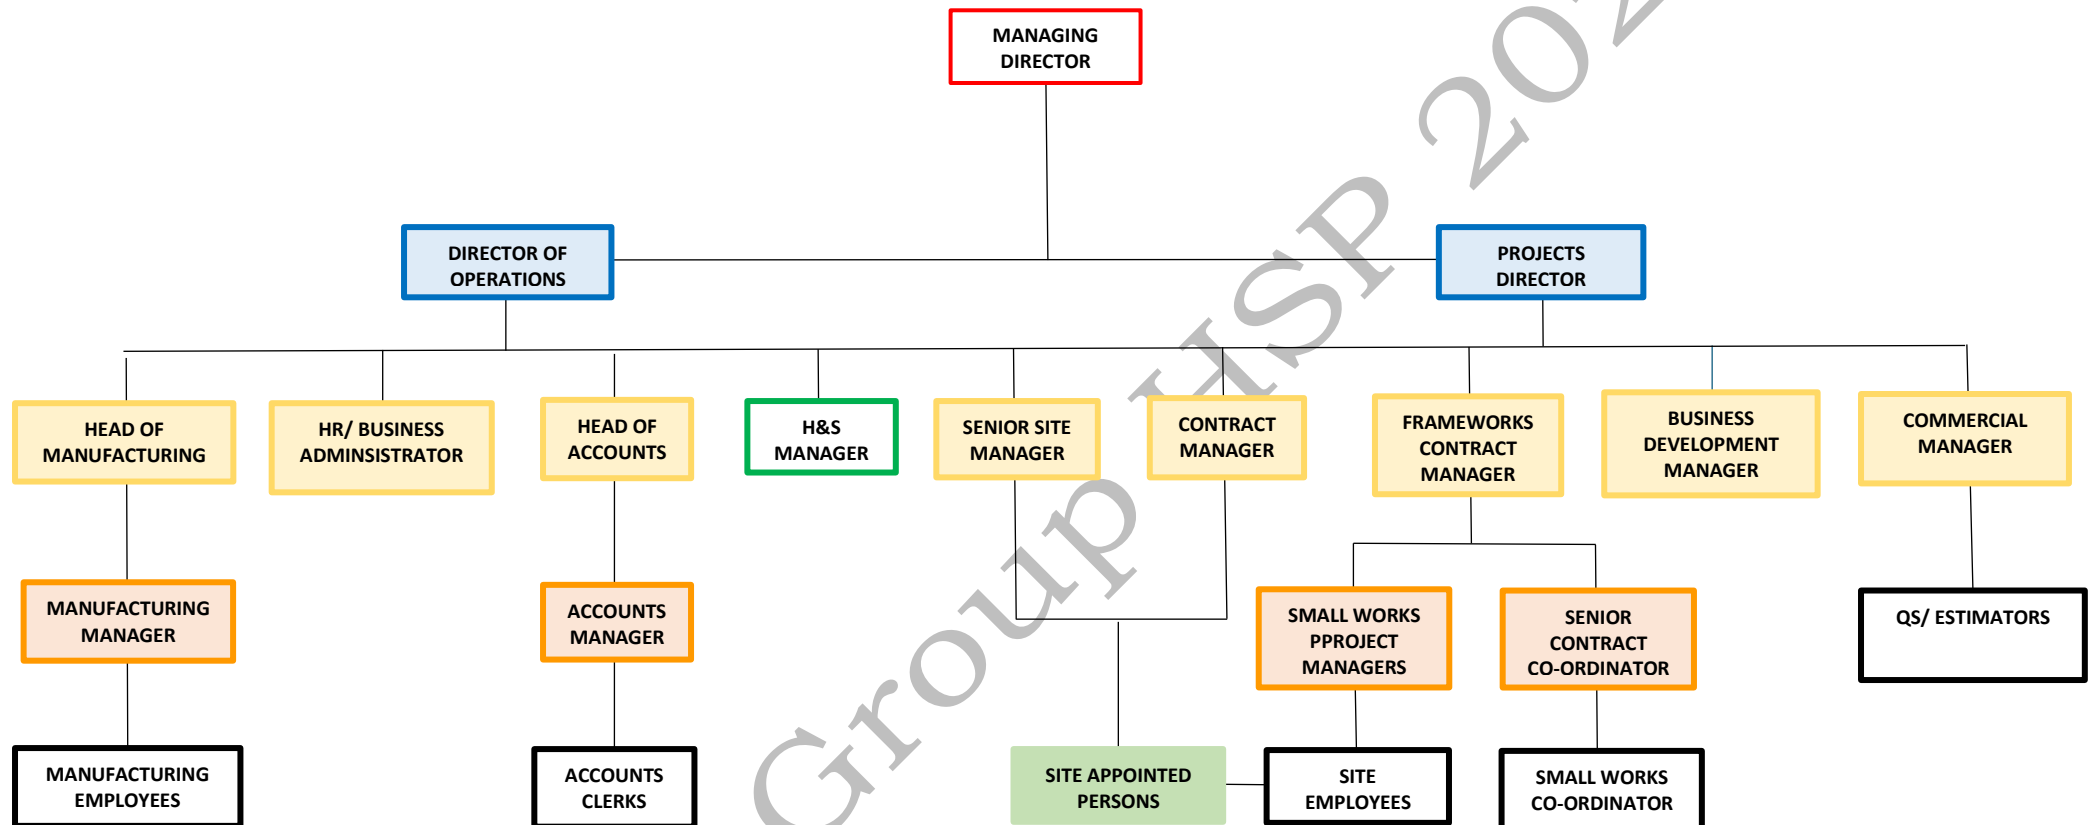 MANAGING
DIRECTOR
DIRECTOR OF
OPERATIONS
PROJECTS
DIRECTOR
HEAD OF
MANUFACTURING
HR/ BUSINESS
ADMINSISTRATOR
HEAD OF
ACCOUNTS
H&S
MANAGER
SENIOR SITE
MANAGER
CONTRACT
MANAGER
FRAMEWORKS
CONTRACT
MANAGER
BUSINESS
DEVELOPMENT
MANAGER
COMMERCIAL
MANAGER
MANUFACTURING
MANAGER
ACCOUNTS
MANAGER
SMALL WORKS
PPROJECT
MANAGERS
SENIOR
CONTRACT
CO-ORDINATOR
QS/ ESTIMATORS
MANUFACTURING
EMPLOYEES
ACCOUNTS
CLERKS
SITE APPOINTED
PERSONS
SITE
EMPLOYEES
SMALL WORKS
CO-ORDINATOR
Group HSP